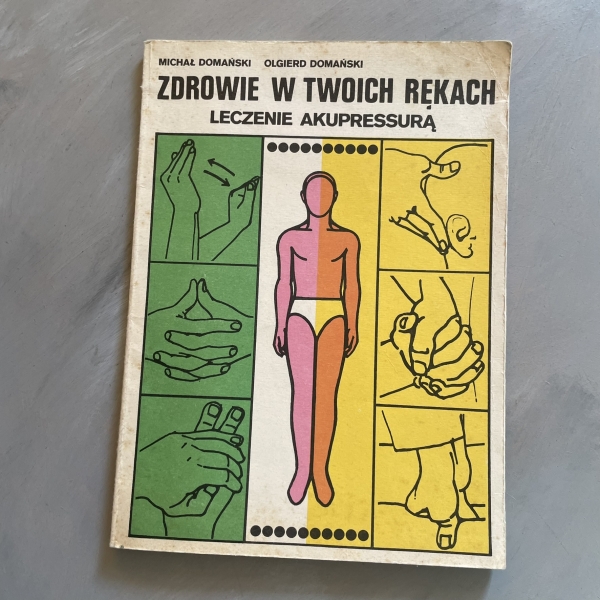 MICHAŁ DOMAŃSKI OLGIERD DOMAŃSKI
ZDROWIE W TWOICH RĘKACH
LECZENIE AKUPRESSURĄ